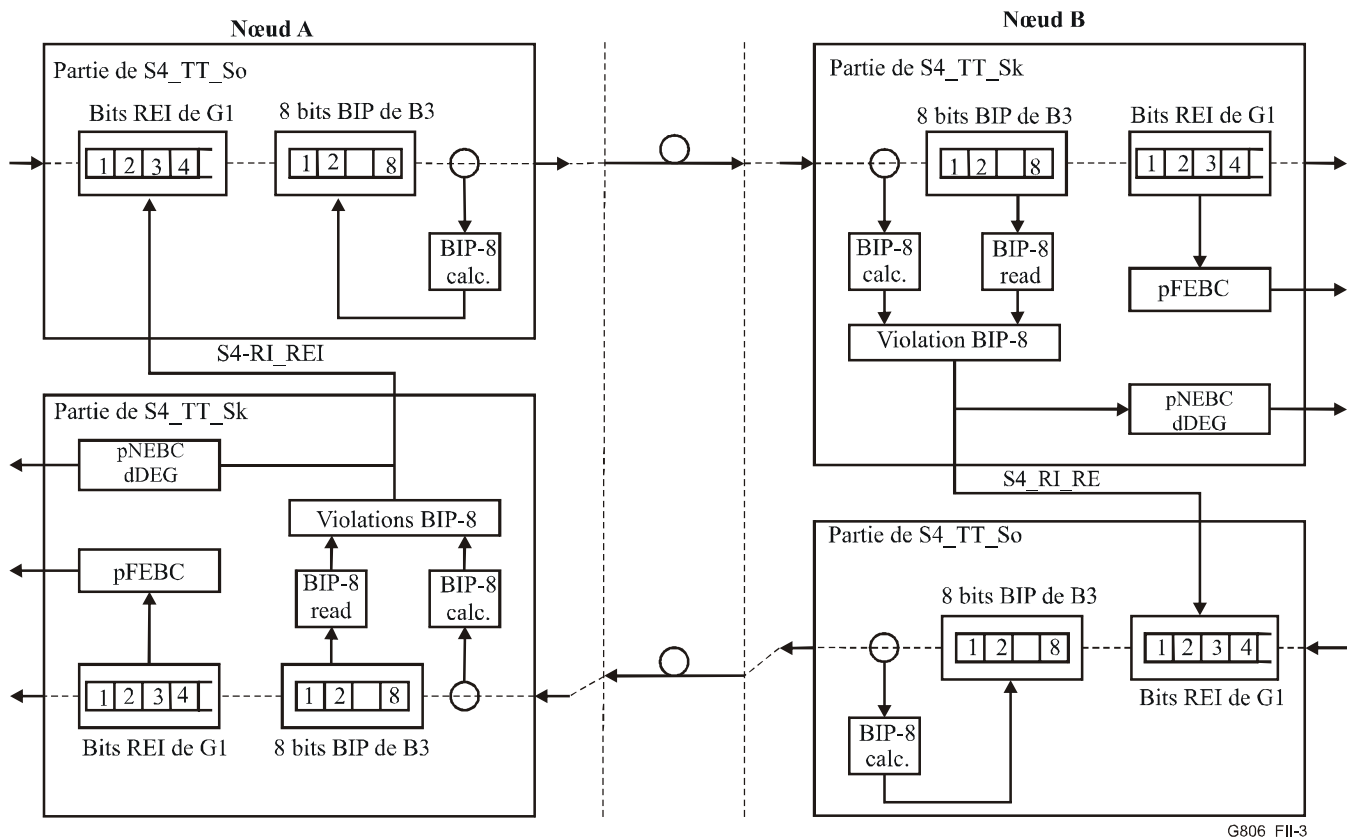 Nœud A
Partie de S4_TT_So
Bits REI de G1
8 bits BIP de B3
1 2 3 4
1 2 8
BIP-8
calc.
S4-RI_REI
Partie de S4_TT_Sk
pNEBC
dDEG
Violations BIP-8
pFEBC
BIP-8
read
BIP-8
calc.
1 2 3 4
1 2 8
Bits REI de G1
8 bits BIP de B3
Nœud B
Partie de S4_TT_Sk
8 bits BIP de B3
Bits REI de G1
1 2 8
1 2 3 4
BIP-8
calc.
BIP-8
read
pFEBC
Violation BIP-8
pNEBC
dDEG
S4_RI_RE
Partie de S4_TT_So
8 bits BIP de B3
1 2 8
1 2 3 4
Bits REI de G1
BIP-8
calc.
G806_FII-3